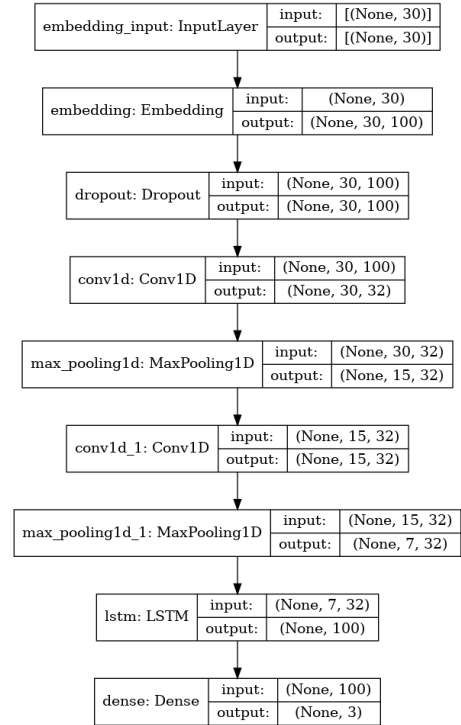 embedding_input: InputLayer
input: [(None, 30)]
output: [(None, 30)]
embedding: Embedding
input: (None, 30)
output: (None, 30, 100)
dropout: Dropout
input: (None, 30, 100)
output: (None, 30, 100)
conv1d: Conv1D
input: (None, 30, 100)
output: (None, 30, 32)
max_pooling1d: MaxPooling1D
input: (None, 30, 32)
output: (None, 15, 32)
conv1d_1: Conv1D
input: (None, 15, 32)
output: (None, 15, 32)
max_pooling1d_1: MaxPooling1D
input: (None, 15, 32)
output: (None, 7, 32)
lstm: LSTM
input: (None, 7, 32)
output: (None, 100)
dense: Dense
input: (None, 100)
output: (None, 3)